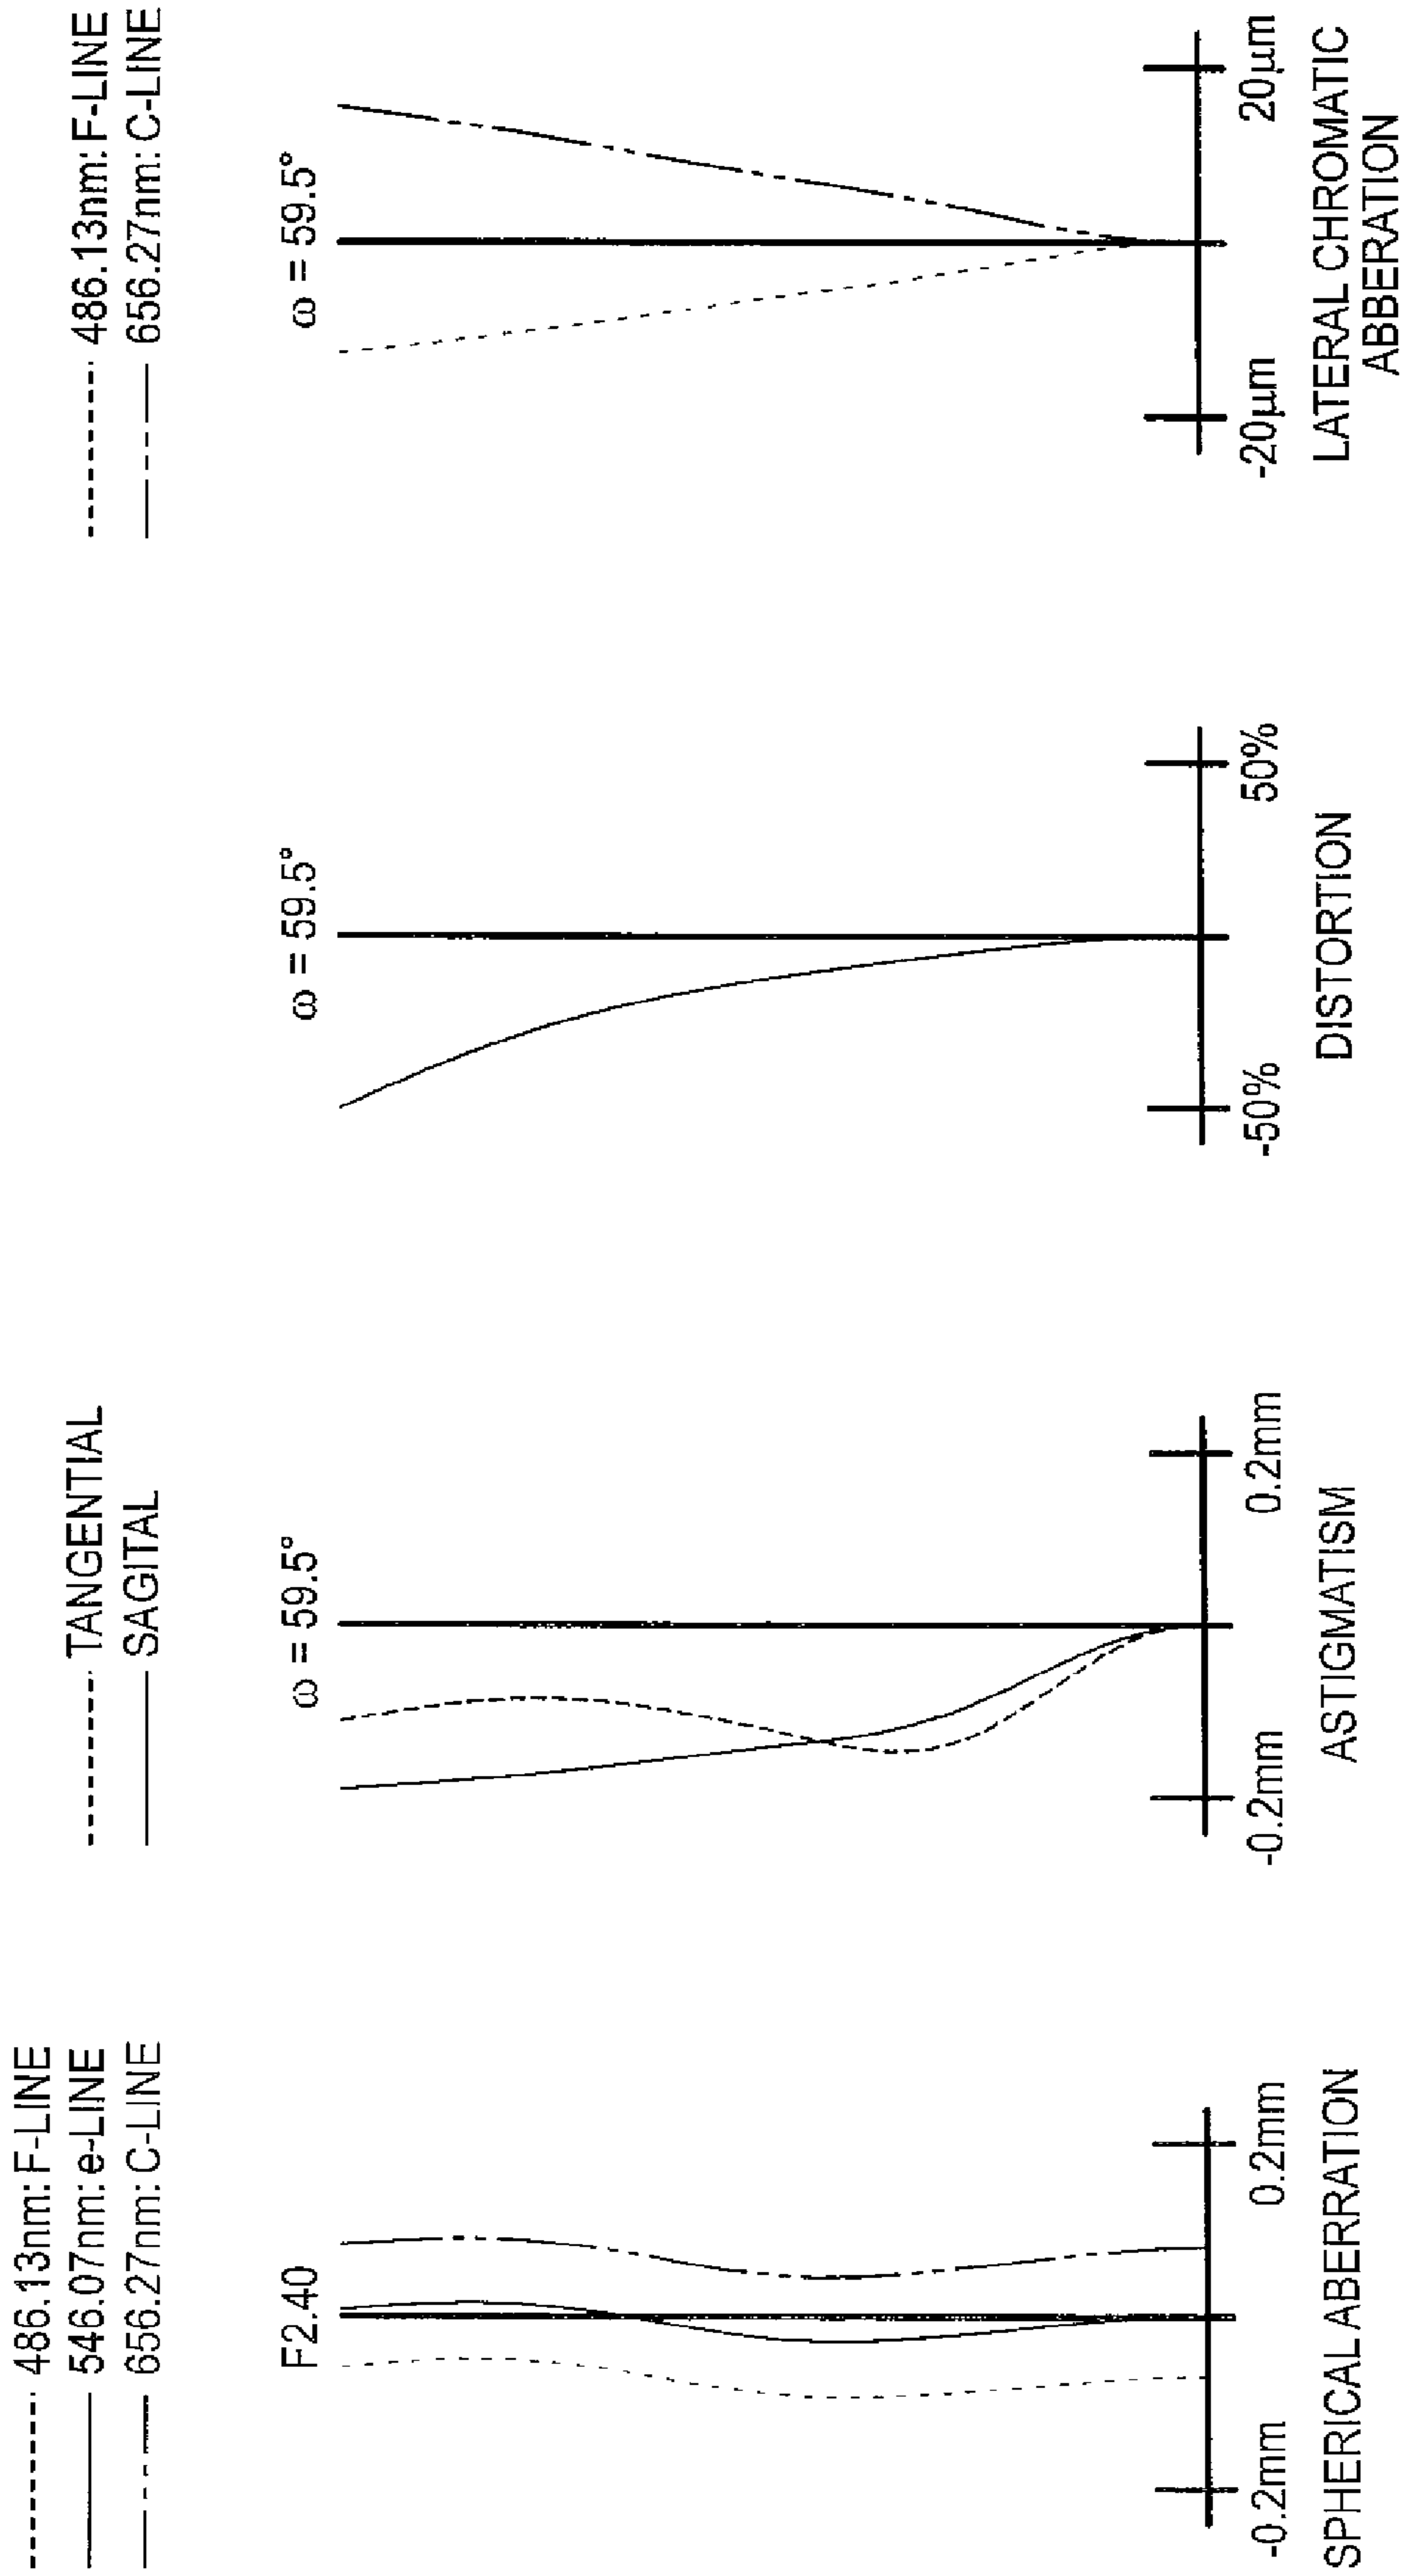 486.13nm: F-LINE
546.07nm: e-LINE
656.27nm: C-LINE
F2.40
-0.2mm
0.2mm
SPHERICAL ABERRATION
TANGENTIAL
SAGITAL
ω = 59.5°
-0.2mm
0.2mm
ASTIGMATISM
ω = 59.5°
-50%
50%
DISTORTION
486.13nm: F-LINE
656.27nm: C-LINE
ω = 59.5°
-20μm
20μm
LATERAL CHROMATIC
ABBERATION